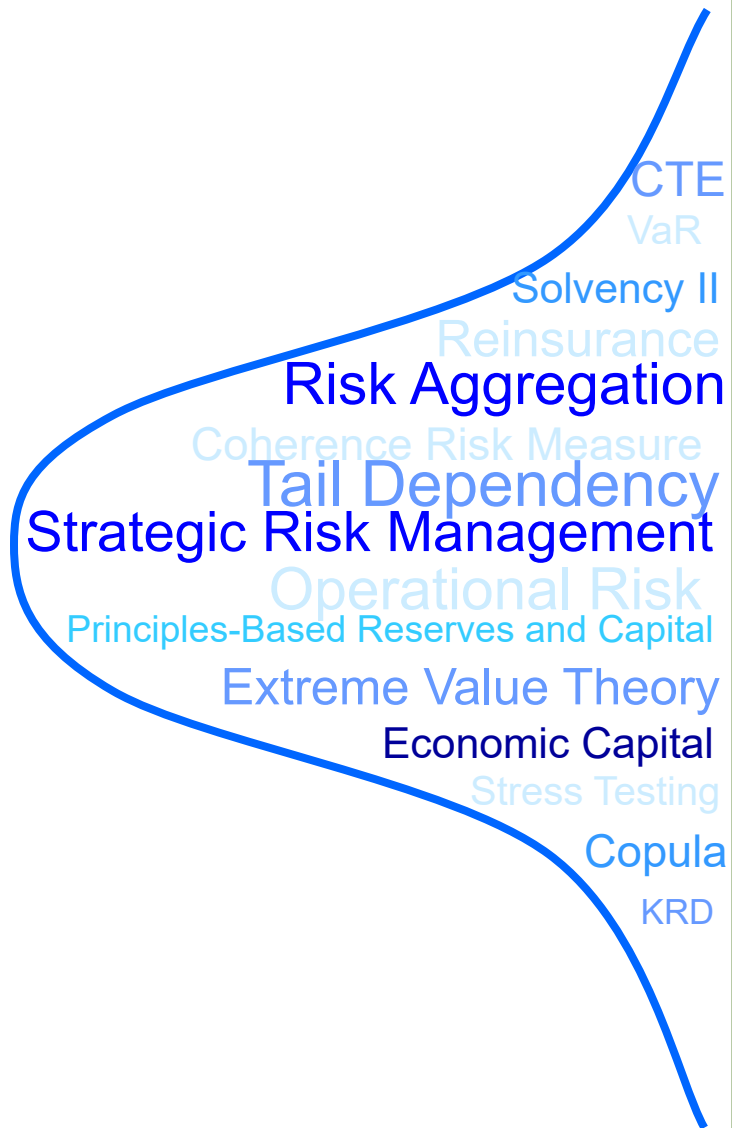 CTE
VaR
Solvency II
Reinsurance
Risk Aggregation
Coherence Risk Measure
Tail Dependency
Strategic Risk Management
Operational Risk
Principles-Based Reserves and Capital
Extreme Value Theory
Economic Capital
Stress Testing
Copula
KRD